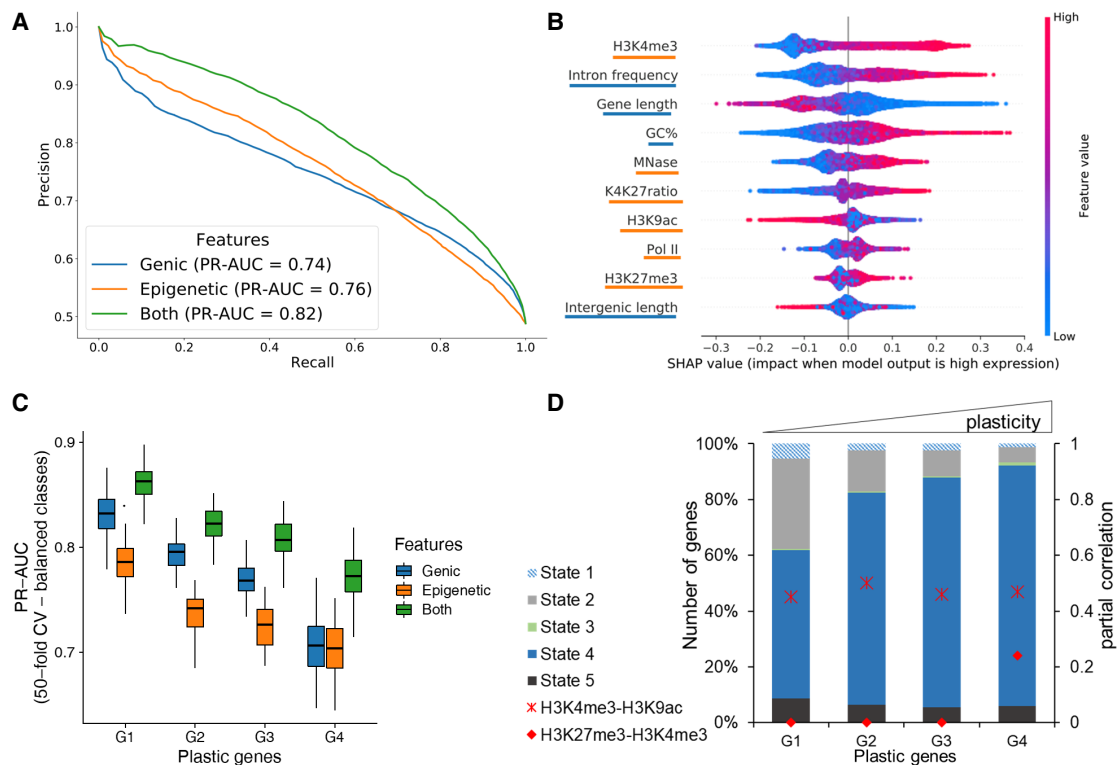 A
1.0
0.9
0.8
0.7
0.6
0.5
Precision
Features
Genic (PR-AUC = 0.74)
Epigenetic (PR-AUC = 0.76)
Both (PR-AUC = 0.82)
0.0
0.2
0.4
0.6
0.8
1.0
Recall
B
H3K4me3
Intron frequency
Gene length
GC%
MNase
K4K27ratio
H3K9ac
Pol II
H3K27me3
Intergenic length
−0.3
−0.2
−0.1
0.0
0.1
0.2
0.3
0.4
SHAP value (impact when model output is high expression)
High
Feature value
Low
C
PR−AUC
(50-fold CV − balanced classes)
0.9
0.8
0.7
G1
G2
G3
G4
Plastic genes
Features
Genic
Epigenetic
Both
D
plasticity
100%
80%
60%
40%
20%
0%
Number of genes
1
0.8
0.6
0.4
0.2
0
partial correlation
G1
G2
G3
G4
Plastic genes
State 1
State 2
State 3
State 4
State 5
H3K4me3-H3K9ac
H3K27me3-H3K4me3